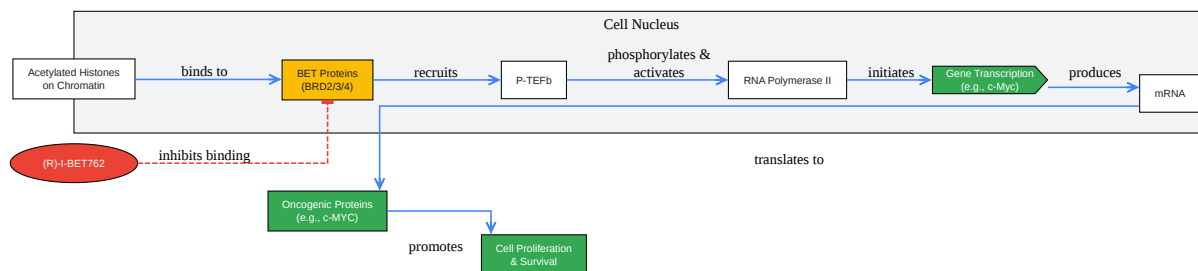 Cell Nucleus
Acetylated Histones
on Chromatin
binds to
BET Proteins
(BRD2/3/4)
recruits
P-TEFb
phosphorylates &
activates
RNA Polymerase II
initiates
Gene Transcription
(e.g., c-Myc)
produces
mRNA
(R)-I-BET762
inhibits binding
translates to
Oncogenic Proteins
(e.g., c-MYC)
promotes
Cell Proliferation
& Survival